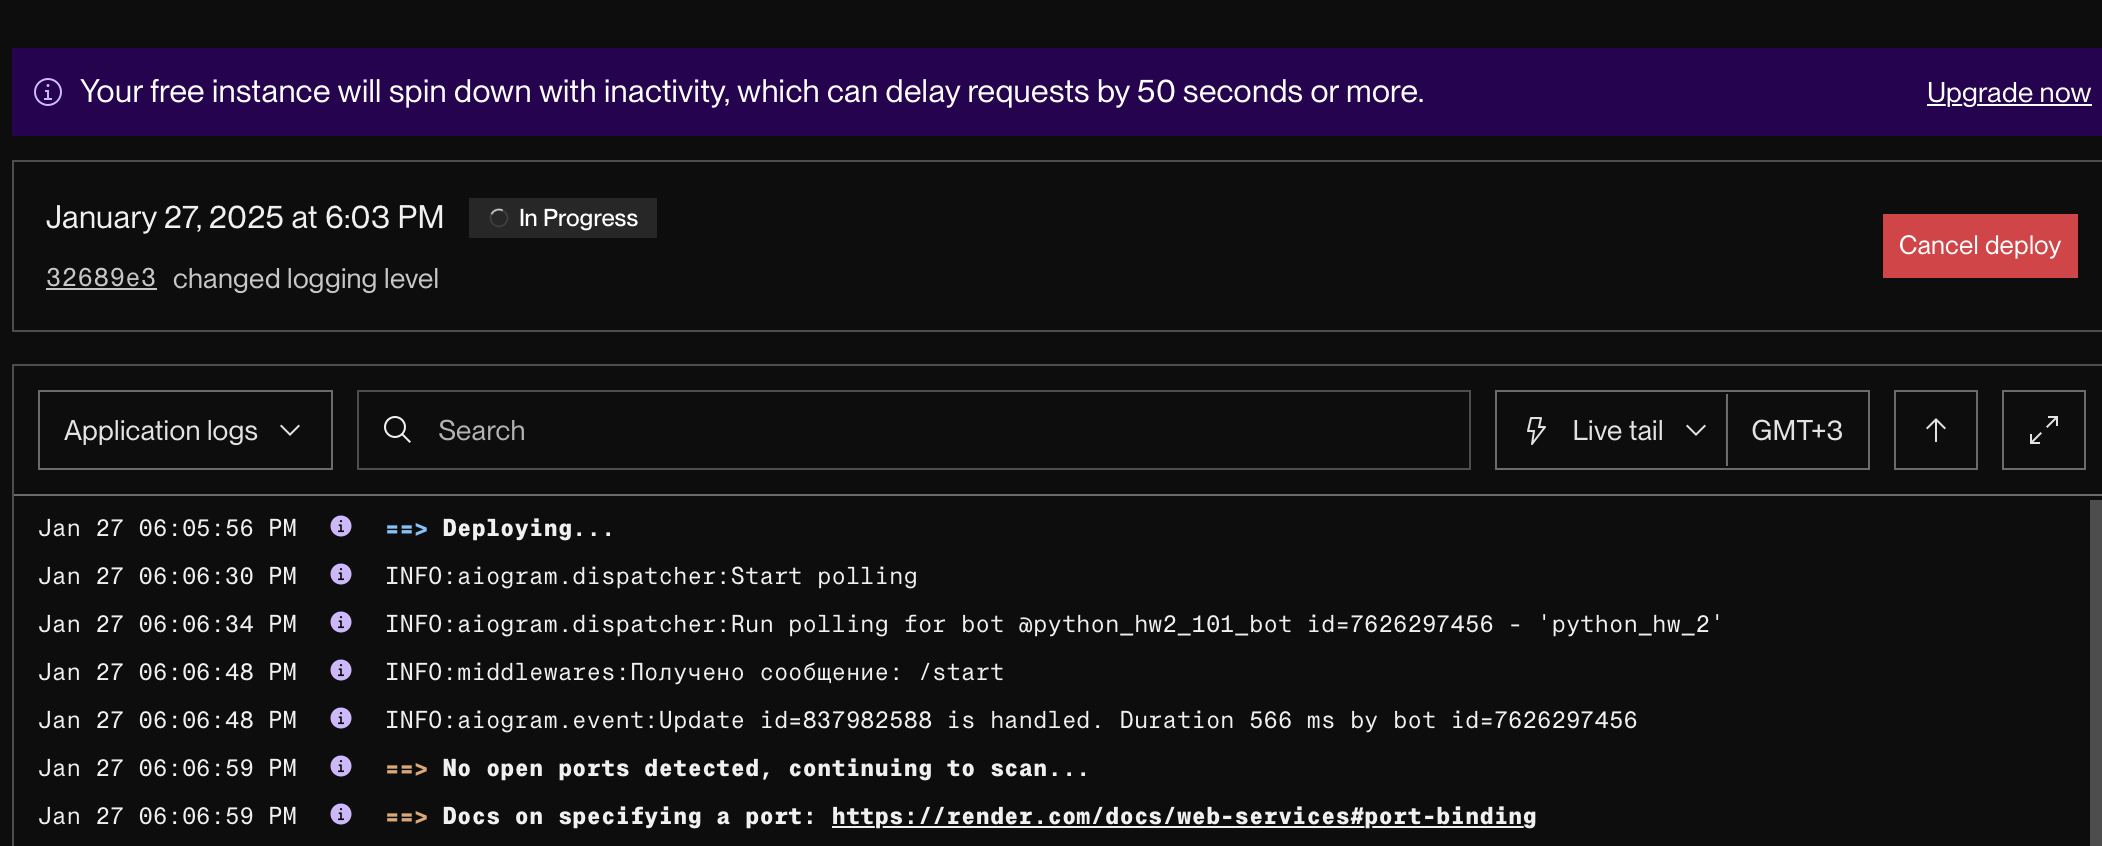 Your free instance will spin down with inactivity, which can delay requests by 50 seconds or more. Upgrade now
January 27, 2025 at 6:03 PM In Progress
Cancel deploy
32689e3 changed logging level
Application logs Search Live tail GMT+3
Jan 27 06:05:56 PM ==> Deploying...
Jan 27 06:06:30 PM INFO:aiogram.dispatcher:Start polling
Jan 27 06:06:34 PM INFO:aiogram.dispatcher:Run polling for bot @python_hw2_101_bot id=7626297456 - 'python_hw_2'
Jan 27 06:06:48 PM INFO:middlewares:Получено сообщение: /start
Jan 27 06:06:48 PM INFO:aiogram.event:Update id=837982588 is handled. Duration 566 ms by bot id=7626297456
Jan 27 06:06:59 PM ==> No open ports detected, continuing to scan...
Jan 27 06:06:59 PM ==> Docs on specifying a port: https://render.com/docs/web-services#port-binding